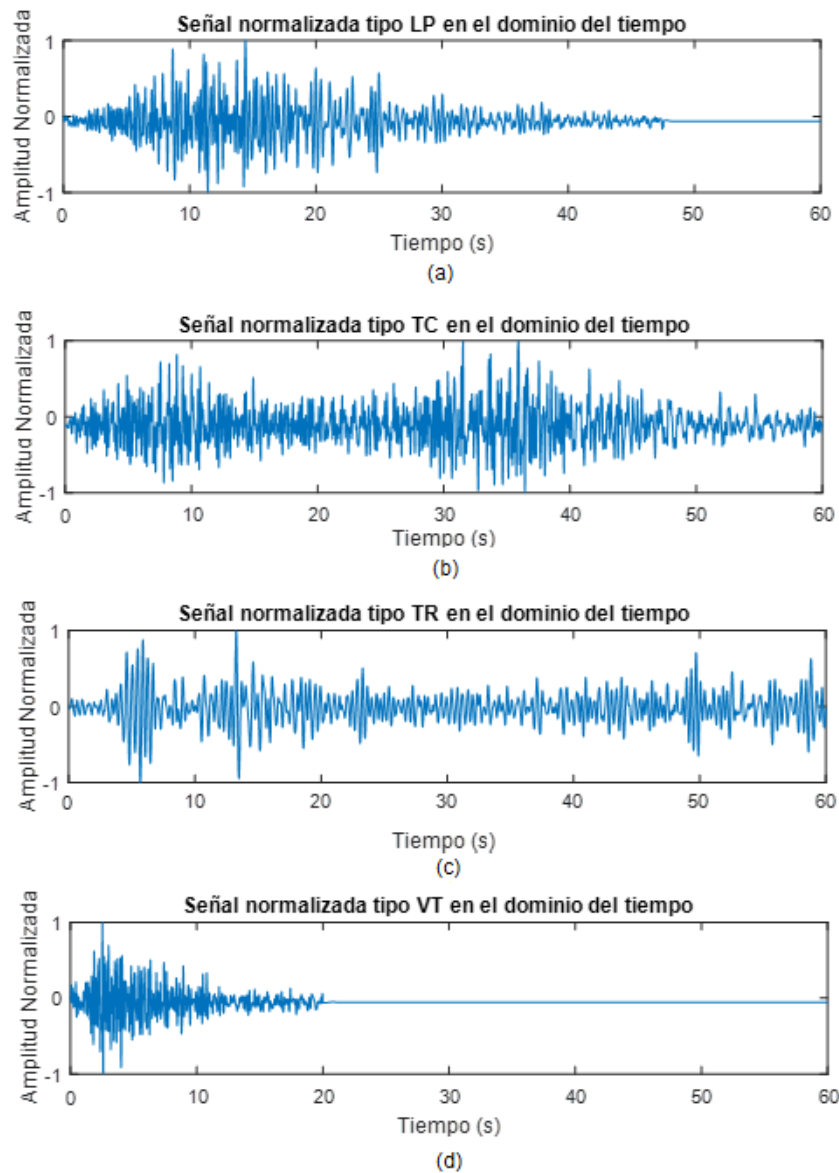 Señal normalizada tipo LP en el dominio del tiempo
Amplitud Normalizada
1
0
-1
0 10 20 30 40 50 60
Tiempo (s)
(a)
Señal normalizada tipo TC en el dominio del tiempo
Amplitud Normalizada
1
0
-1
0 10 20 30 40 50 60
Tiempo (s)
(b)
Señal normalizada tipo TR en el dominio del tiempo
Amplitud Normalizada
1
0
-1
0 10 20 30 40 50 60
Tiempo (s)
(c)
Señal normalizada tipo VT en el dominio del tiempo
Amplitud Normalizada
1
0
-1
0 10 20 30 40 50 60
Tiempo (s)
(d)